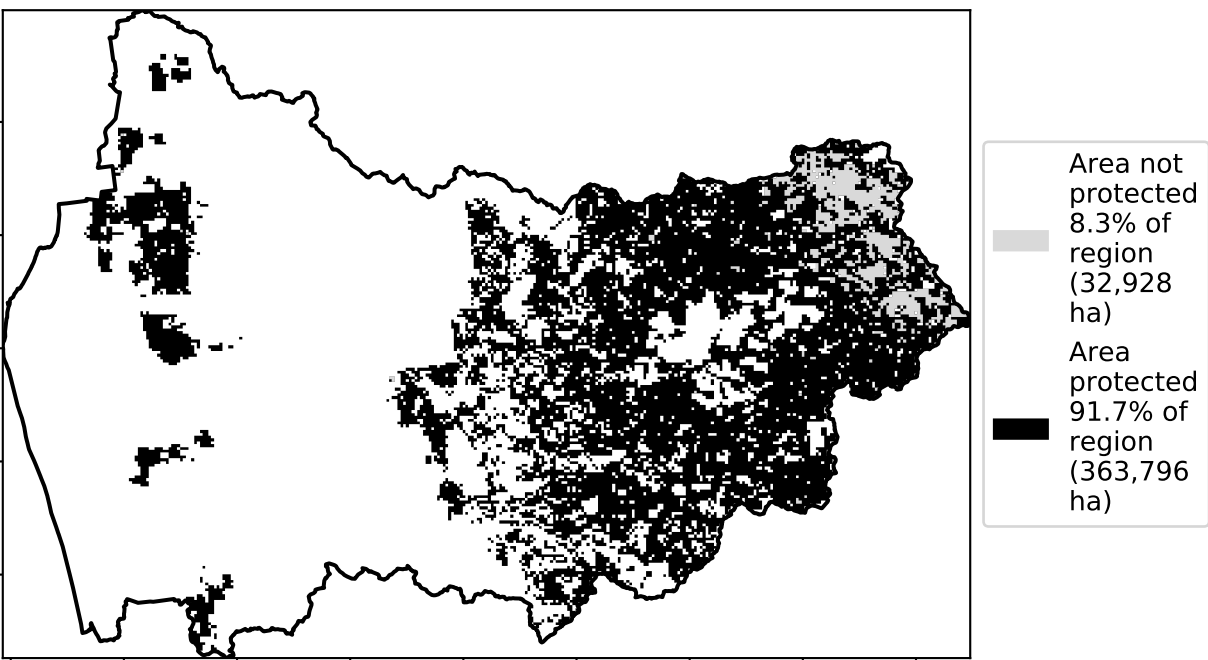 Area not
protected
8.3% of
region
(32,928
ha)
Area
protected
91.7% of
region
(363,796
ha)